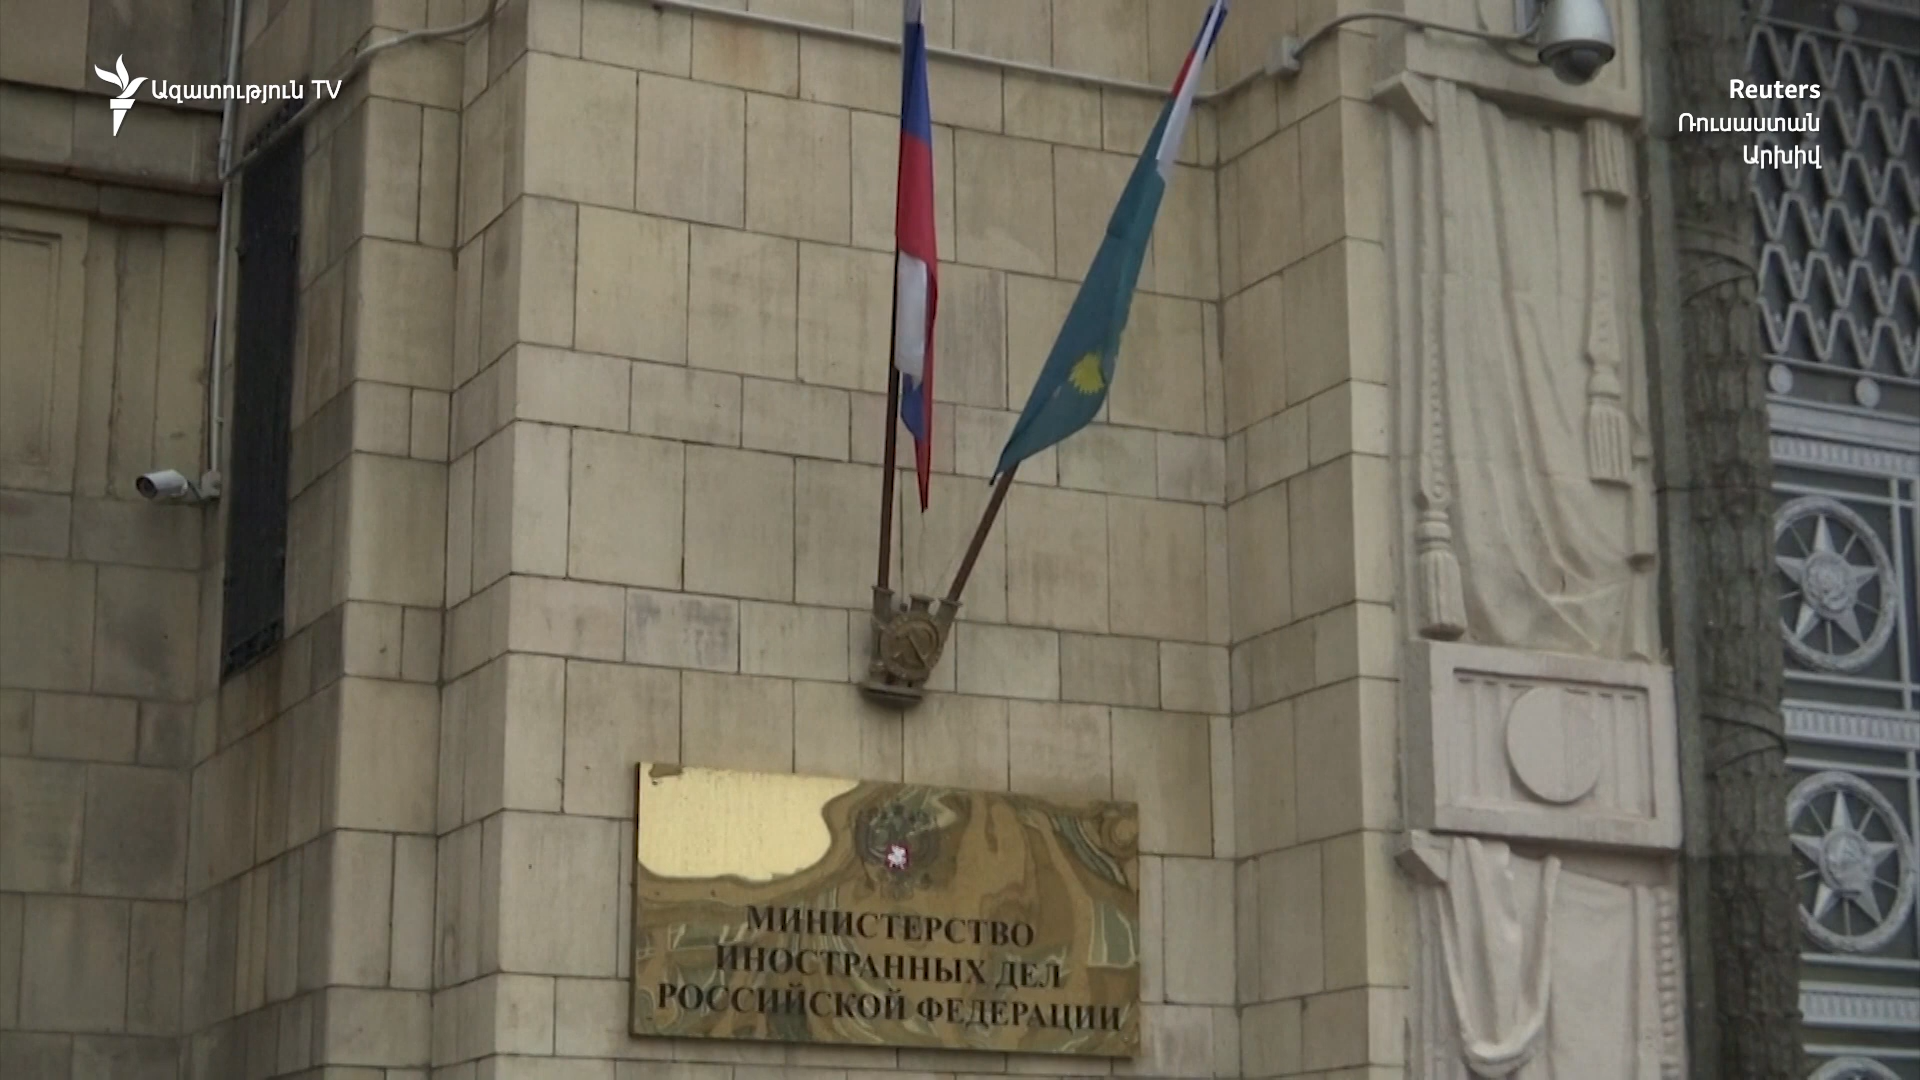 Ազատություն TV
Reuters
Ռուսաստան
Արխիվ
МИНИСТЕРСТВО
ИНОСТРАННЫХ ДЕЛ
РОССИЙСКОЙ ФЕДЕРАЦИИ